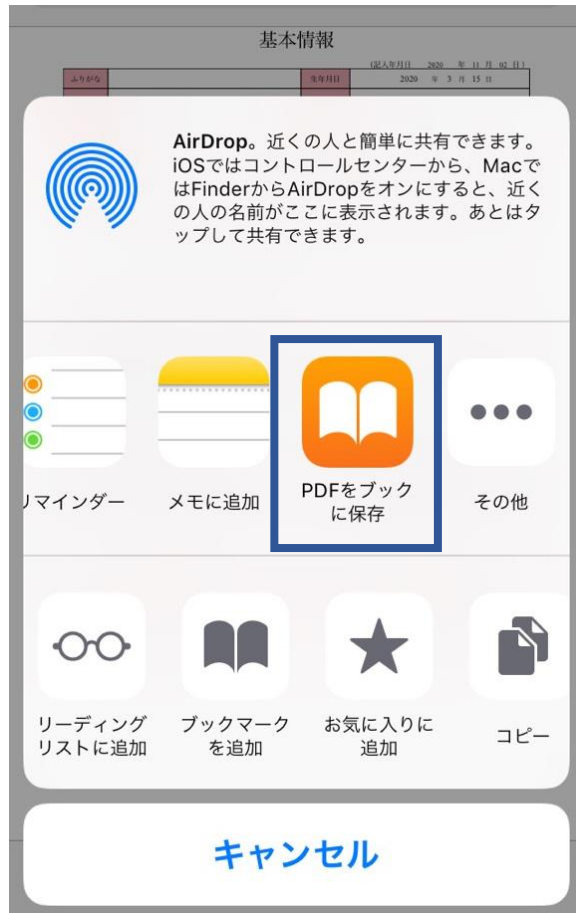 基本情報
(記入年月日 2020 年 11 月 02 日)
ふりがな 生年月日 2020 年 3 月 15 日
AirDrop。近くの人と簡単に共有できます。
iOSではコントロールセンターから、Macで
はFinderからAirDropをオンにすると、近く
の人の名前がここに表示されます。あとはタ
ップして共有できます。
リマインダー メモに追加 PDFをブック その他
に保存
リーディング ブックマーク お気に入りに コピー
リストに追加 を追加 追加
キャンセル